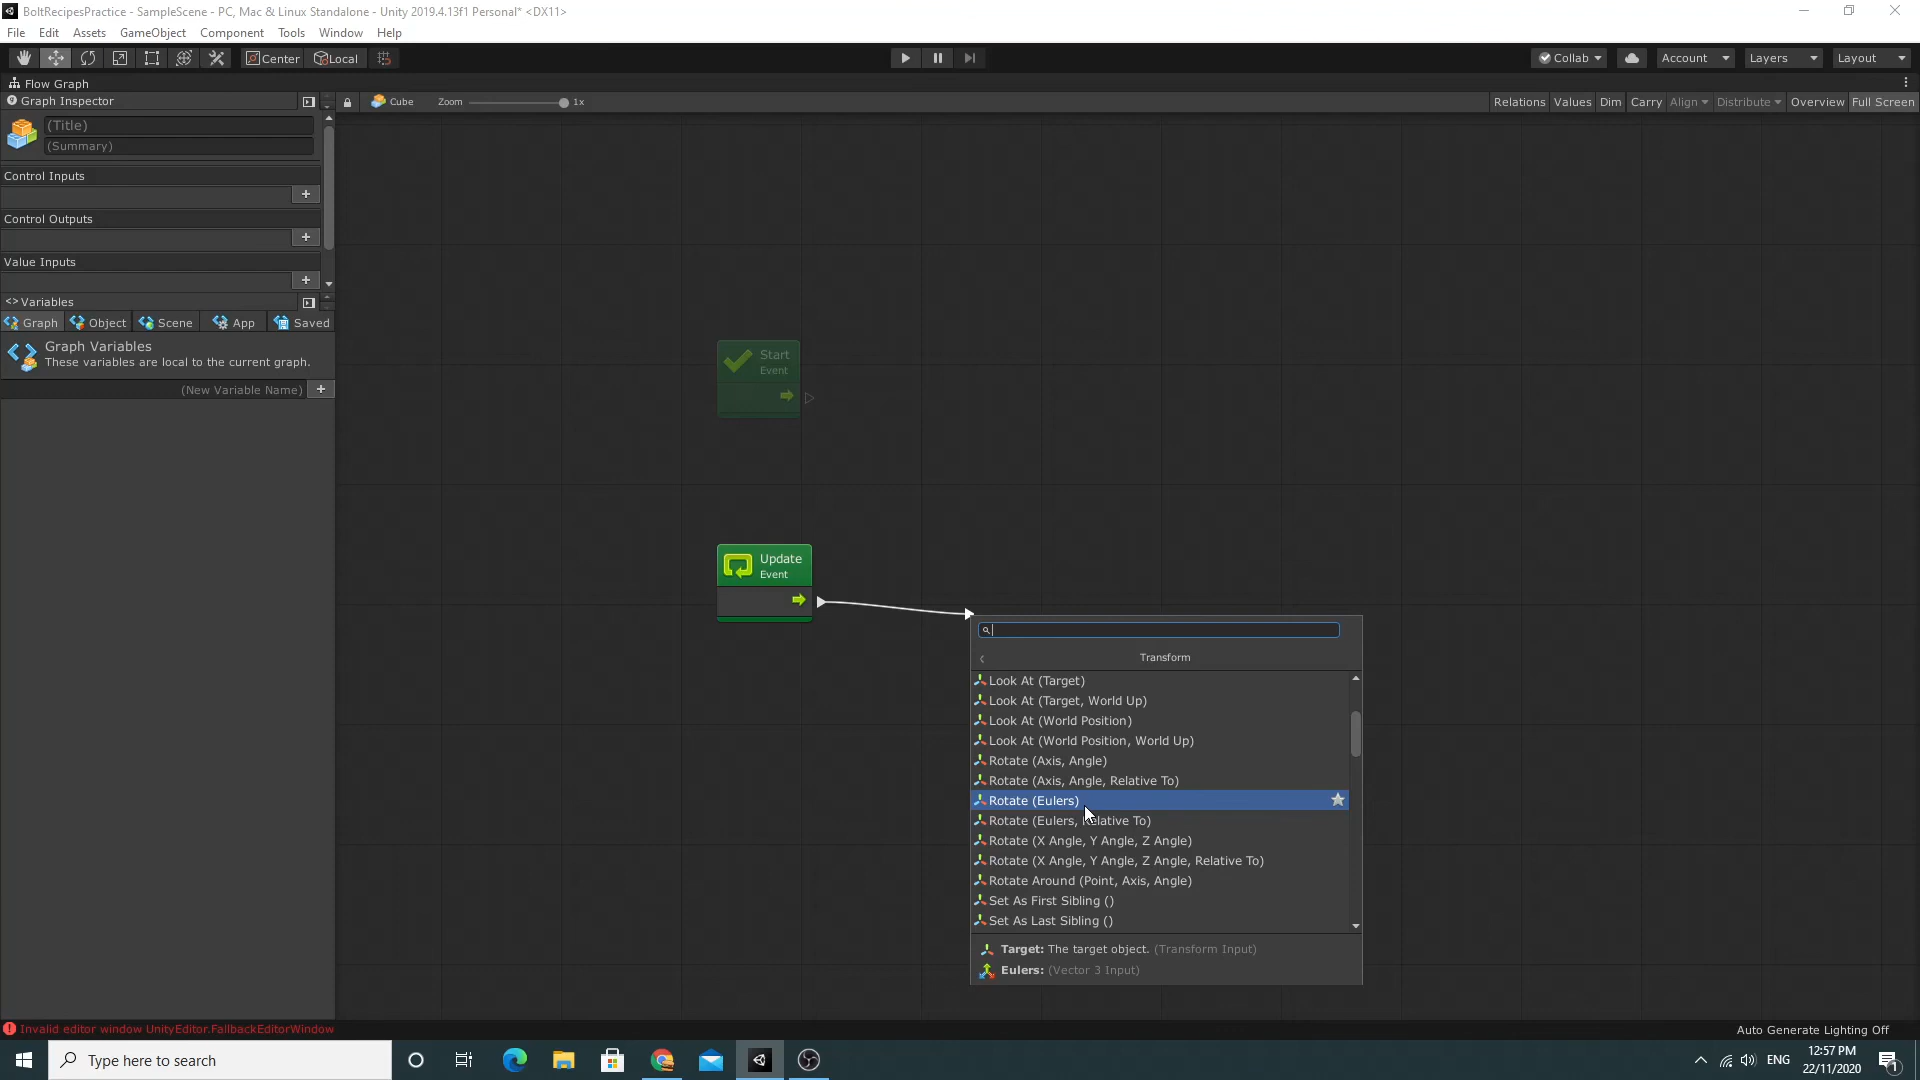 BoltRecipesPractice - SampleScene - PC, Mac & Linux Standalone - Unity 2019.4.13f1 Personal* <DX11>
File Edit Assets GameObject Component Tools Window Help
Center Local Collab Account Layers Layout
Flow Graph
Graph Inspector Cube Zoom 1x Relations Values Dim Carry Align Distribute Overview Full Screen
(Title)
(Summary)
Control Inputs
+
Control Outputs
+
Value Inputs
+
<> Variables
Graph Object Scene App Saved
Graph Variables
These variables are local to the current graph.
(New Variable Name) +
Start
Event
Update
Event
Transform
Look At (Target)
Look At (Target, World Up)
Look At (World Position)
Look At (World Position, World Up)
Rotate (Axis, Angle)
Rotate (Axis, Angle, Relative To)
Rotate (Eulers)
Rotate (Eulers, Relative To)
Rotate (X Angle, Y Angle, Z Angle)
Rotate (X Angle, Y Angle, Z Angle, Relative To)
Rotate Around (Point, Axis, Angle)
Set As First Sibling ()
Set As Last Sibling ()
Target: The target object. (Transform Input)
Eulers: (Vector 3 Input)
Invalid editor window UnityEditor.FallbackEditorWindow
Auto Generate Lighting Off
Type here to search
ENG
12:57 PM
22/11/2020
1